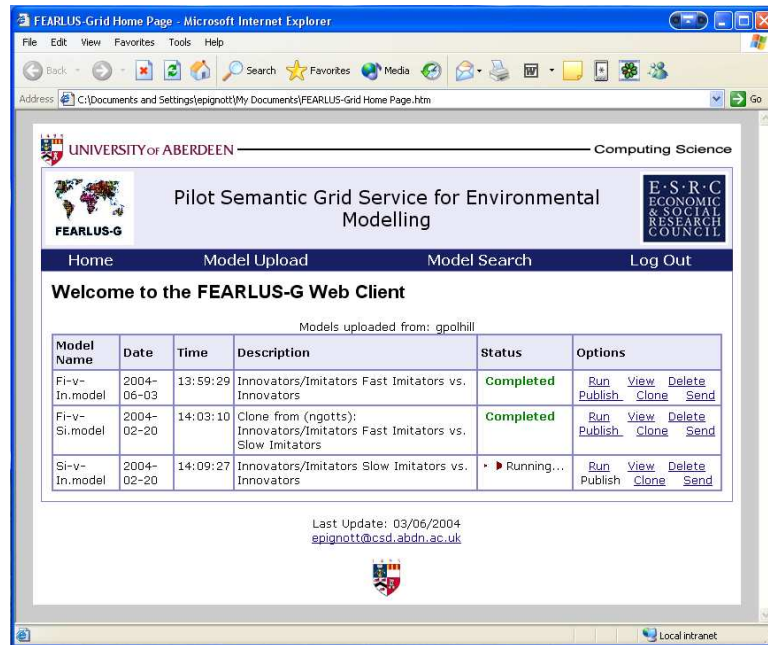 FEARLUS-Grid Home Page - Microsoft Internet Explorer
File Edit View Favorites Tools Help
Back Search Favorites Media
Address C:\Documents and Settings\epignott\My Documents\FEARLUS-Grid Home Page.htm Go
UNIVERSITY OF ABERDEEN Computing Science
FEARLUS-G
Pilot Semantic Grid Service for Environmental
Modelling
E·S·R·C
ECONOMIC
& SOCIAL
RESEARCH
COUNCIL
Home Model Upload Model Search Log Out
Welcome to the FEARLUS-G Web Client
Models uploaded from: gpolhill
Model
Name Date Time Description Status Options
Fi-v- 2004- 13:59:29 Innovators/Imitators Fast Imitators vs. Completed Run View Delete
In.model 06-03 Innovators Publish Clone Send
Fi-v- 2004- 14:03:10 Clone from (ngotts): Completed Run View Delete
Si.model 02-20 Innovators/Imitators Fast Imitators vs. Publish Clone Send
Slow Imitators
Si-v- 2004- 14:09:27 Innovators/Imitators Slow Imitators vs. Running... Run View Delete
In.model 02-20 Innovators Publish Clone Send
Last Update: 03/06/2004
epignott@csd.abdn.ac.uk
Local intranet